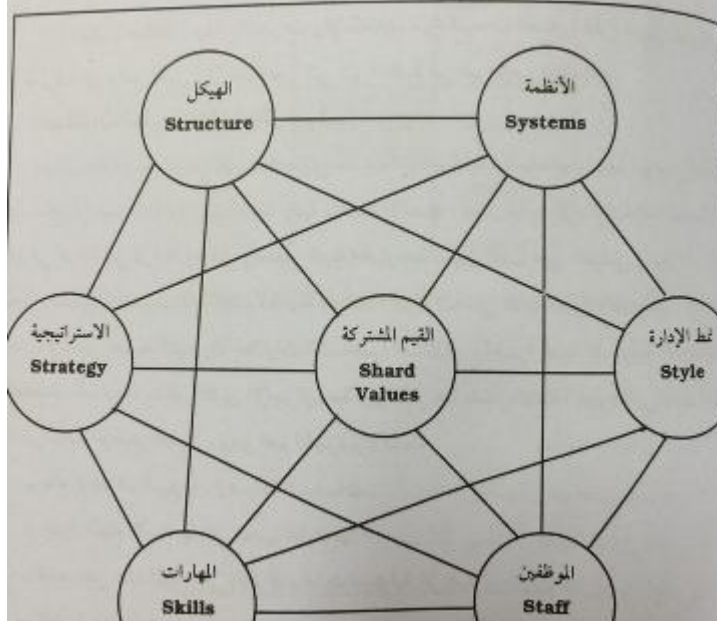 الهيكل
Structure
الأنظمة
Systems
الاستراتيجية
Strategy
القيم المشتركة
Shard
Values
نمط الإدارة
Style
المهارات
Skills
الموظفين
Staff